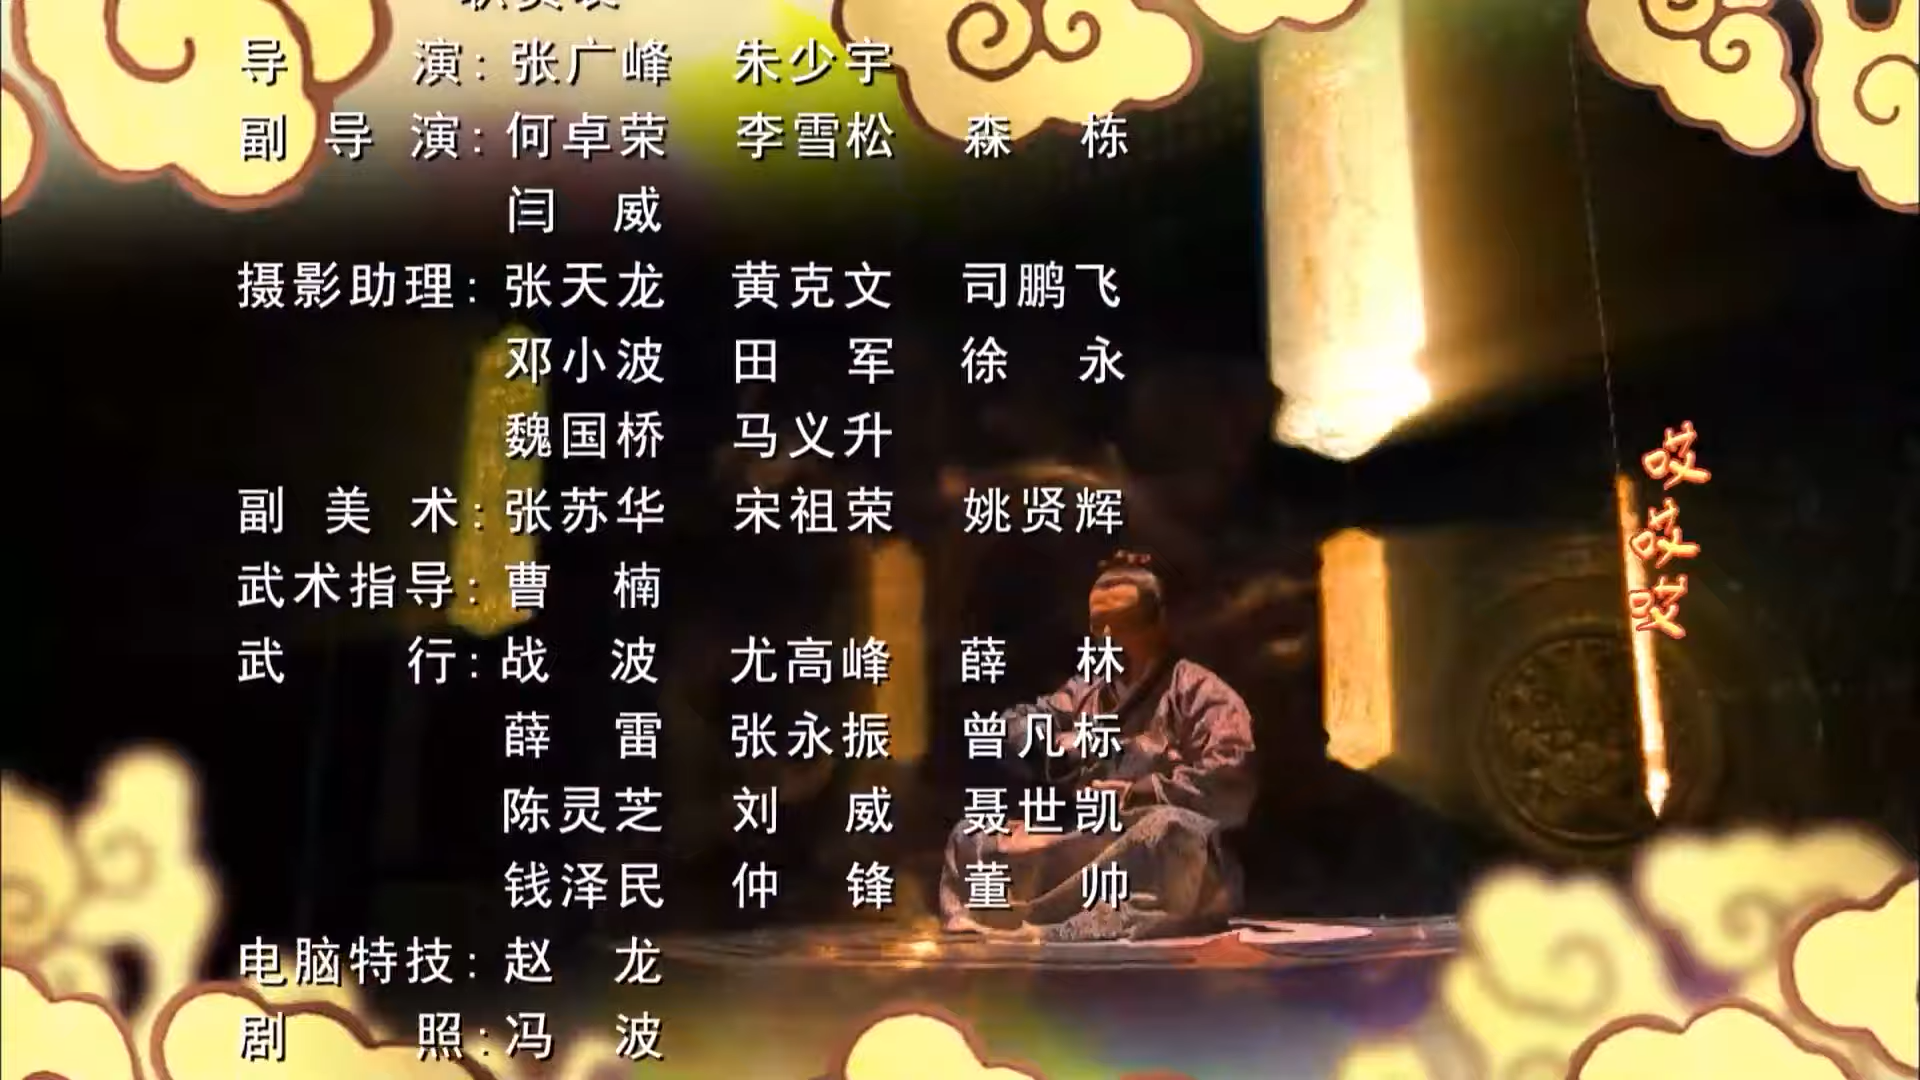 职员表
导 演：张广峰 朱少宇
副 导 演：何卓荣 李雪松 森 栋
闫 威
摄影助理：张天龙 黄克文 司鹏飞
邓小波 田 军 徐 永
魏国桥 马义升
副 美 术：张苏华 宋祖荣 姚贤辉
武术指导：曹 楠
武 行：战 波 尤高峰 薛 林
薛 雷 张永振 曾凡标
陈灵芝 刘 威 聂世凯
钱泽民 仲 锋 董 帅
电脑特技：赵 龙
剧 照：冯 波
哎哎哎